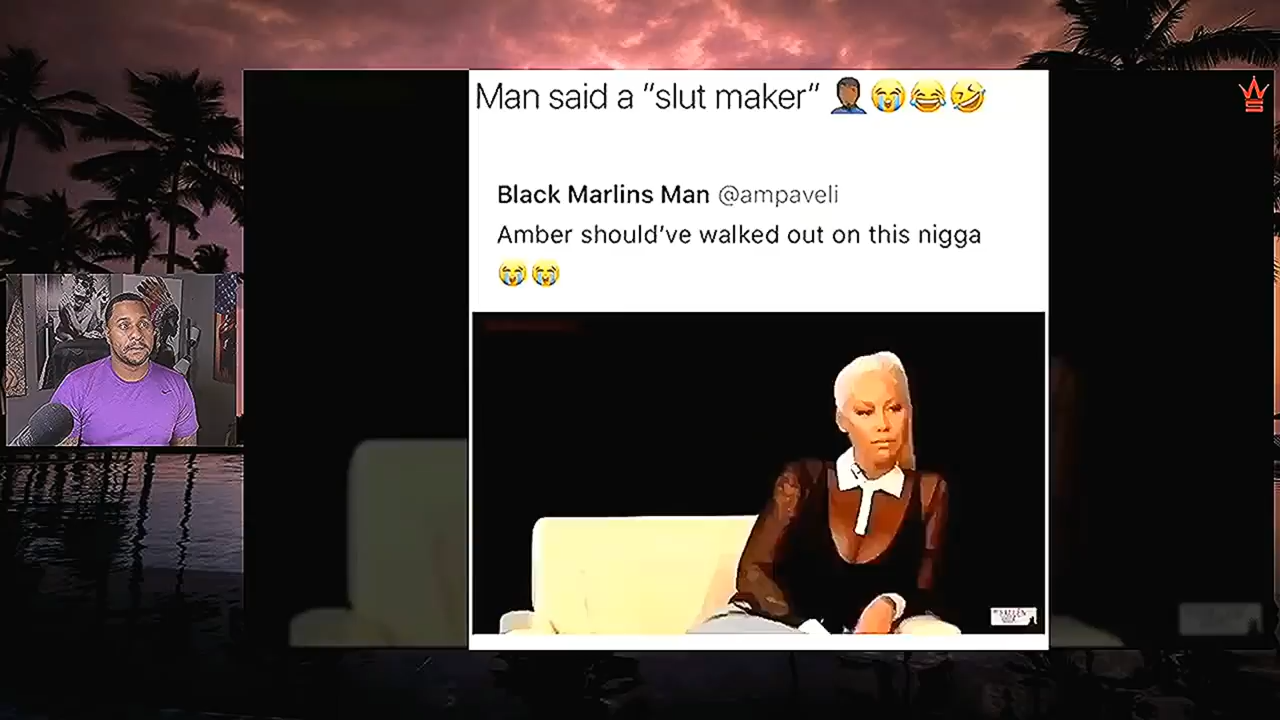 Man said a "slut maker" 🤦🏾‍♂️😭😂🤣
Black Marlins Man @ampaveli
Amber should've walked out on this nigga
😭😭